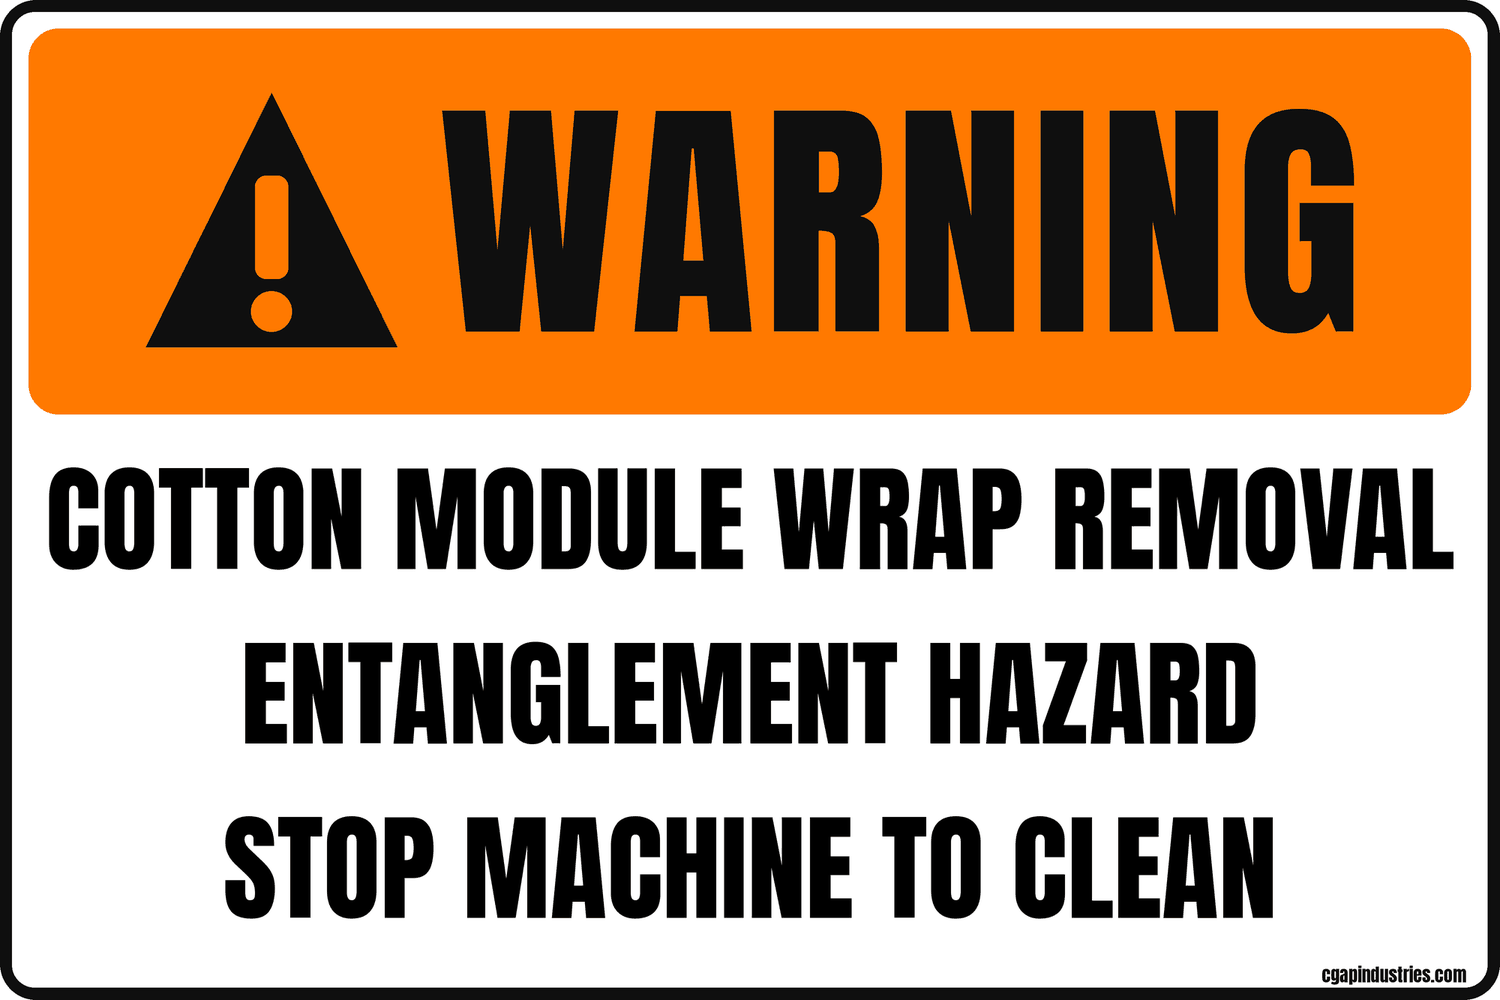 WARNING
COTTON MODULE WRAP REMOVAL
ENTANGLEMENT HAZARD
STOP MACHINE TO CLEAN
cgapindustries.com